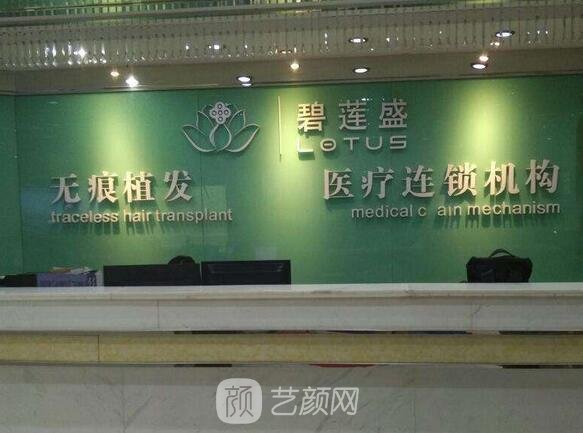 碧莲盛
LOTUS
无痕植发
traceless hair transplant
医疗连锁机构
medical c ain mechanism
颜 艺颜网